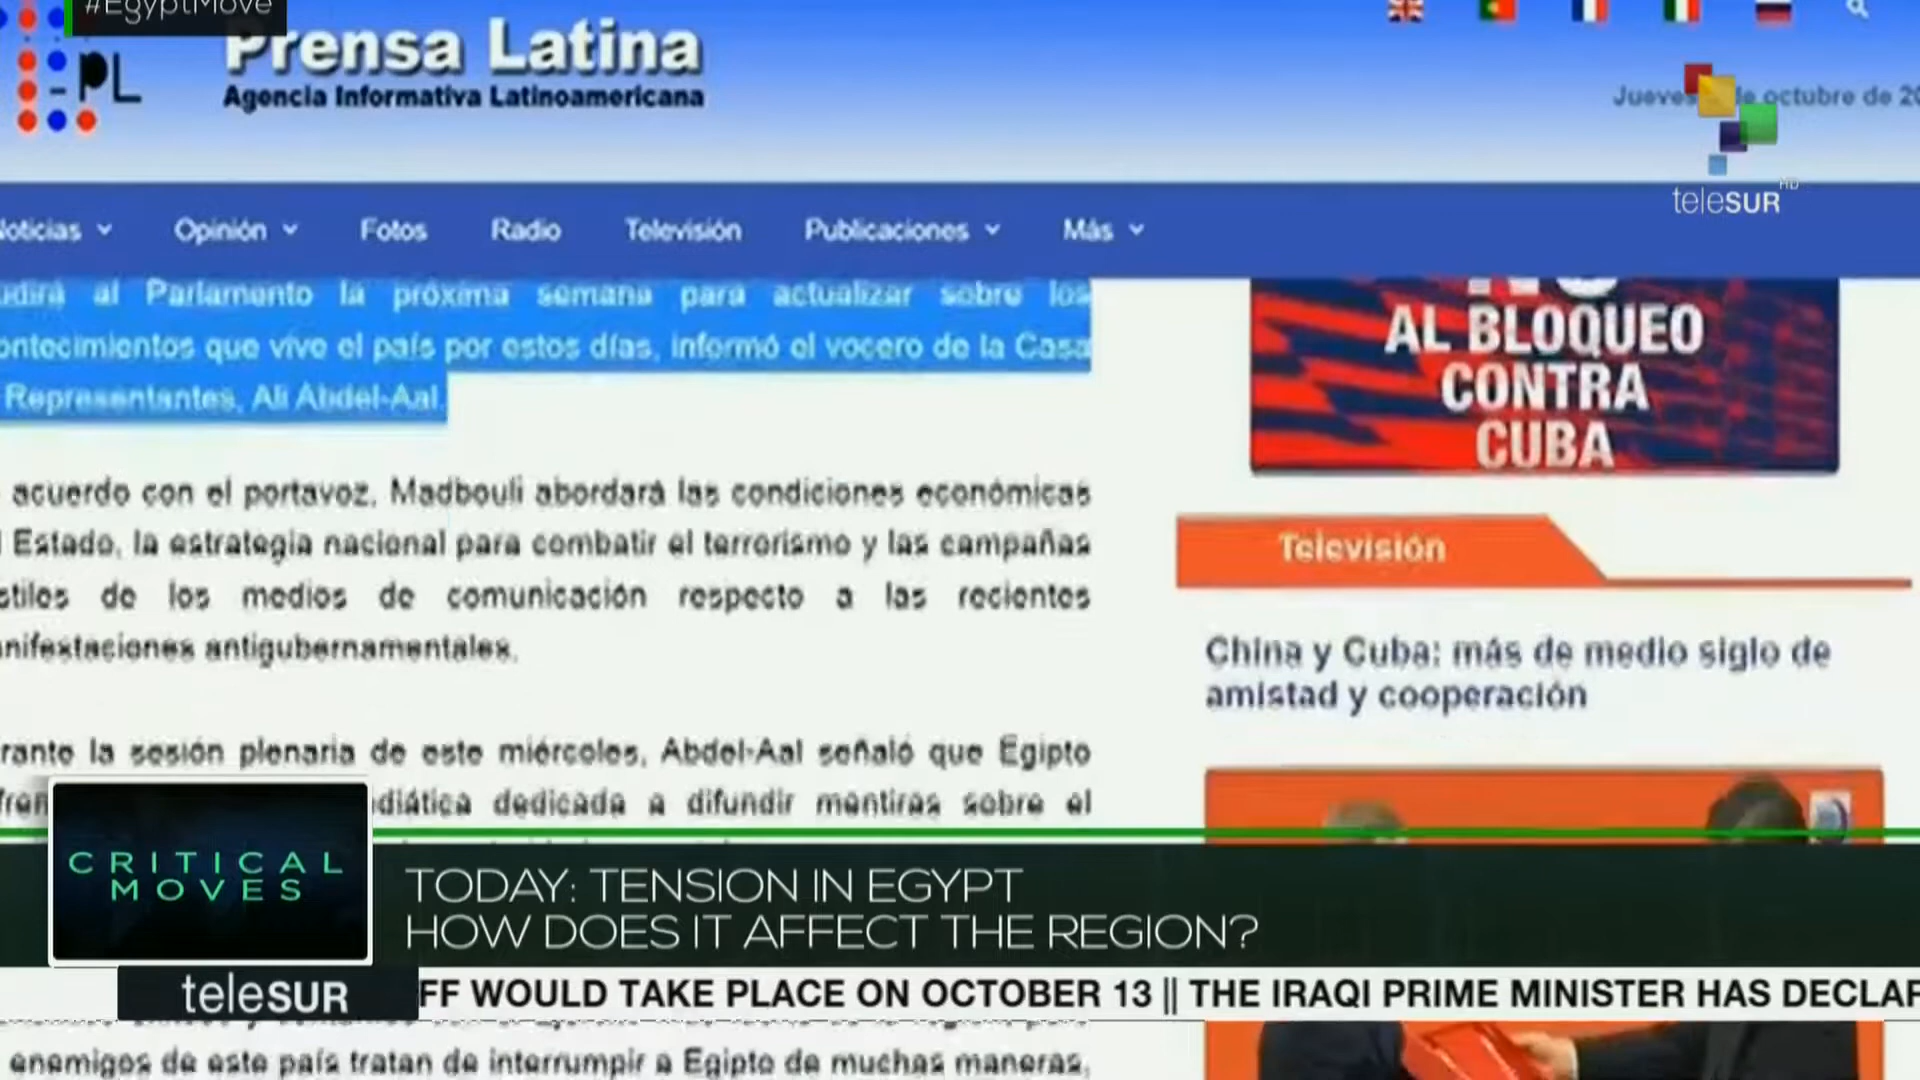 #EgyptMove
PL
Prensa Latina
Agencia Informativa Latinoamericana
Jueves de octubre de
teleSUR HD
Noticias Opinión Fotos Radio Televisión Publicaciones Más
al Parlamento la próxima semana para actualizar sobre los
que vive el país por estos días, informó el vocero de la Casa
Representantes, Ali Abdel-Aal.
acuerdo con el portavoz, Madbouli abordará las condiciones económicas
Estado, la estrategia nacional para combatir el terrorismo y las campañas
de los medios de comunicación respecto a las recientes
antigubernamentales.
la sesión plenaria de este miércoles, Abdel-Aal señaló que Egipto
dedicada a difundir mentiras sobre el
enemigos de este país tratan de interrumpir a Egipto de muchas maneras,
AL BLOQUEO
CONTRA
CUBA
Televisión
China y Cuba: más de medio siglo de
amistad y cooperación
CRITICAL
MOVES
TODAY: TENSION IN EGYPT
HOW DOES IT AFFECT THE REGION?
teleSUR
FF WOULD TAKE PLACE ON OCTOBER 13 || THE IRAQI PRIME MINISTER HAS DECLAR